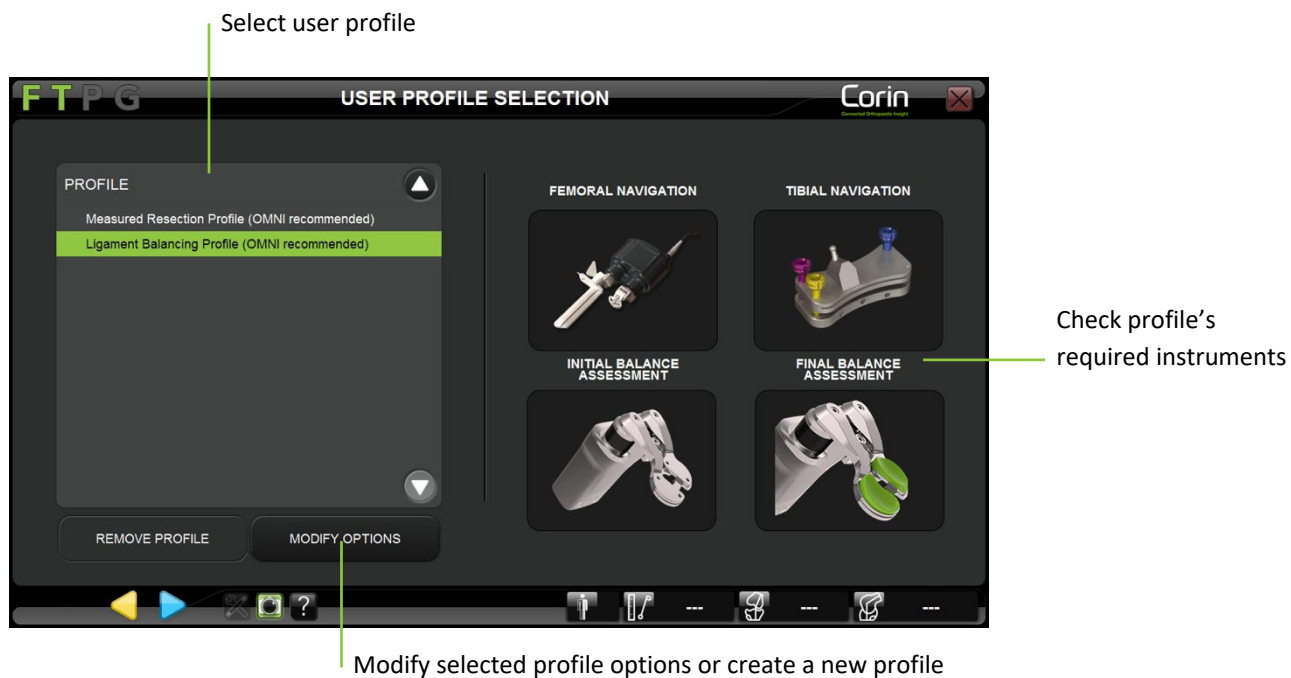 Select user profile
F T P G
USER PROFILE SELECTION
Corin
Connected Orthopaedic Insight
PROFILE
Measured Resection Profile (OMNI recommended)
Ligament Balancing Profile (OMNI recommended)
FEMORAL NAVIGATION
TIBIAL NAVIGATION
INITIAL BALANCE
ASSESSMENT
FINAL BALANCE
ASSESSMENT
Check profile’s
required instruments
REMOVE PROFILE
MODIFY OPTIONS
?
---
---
---
Modify selected profile options or create a new profile